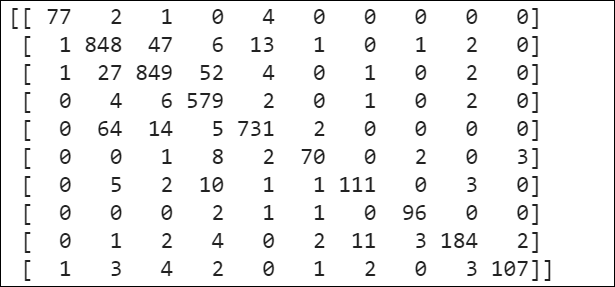 [[ 77 2 1 0 4 0 0 0 0 0]
[ 1 848 47 6 13 1 0 1 2 0]
[ 1 27 849 52 4 0 1 0 2 0]
[ 0 4 6 579 2 0 1 0 2 0]
[ 0 64 14 5 731 2 0 0 0 0]
[ 0 0 1 8 2 70 0 2 0 3]
[ 0 5 2 10 1 1 111 0 3 0]
[ 0 0 0 2 1 1 0 96 0 0]
[ 0 1 2 4 0 2 11 3 184 2]
[ 1 3 4 2 0 1 2 0 3 107]]